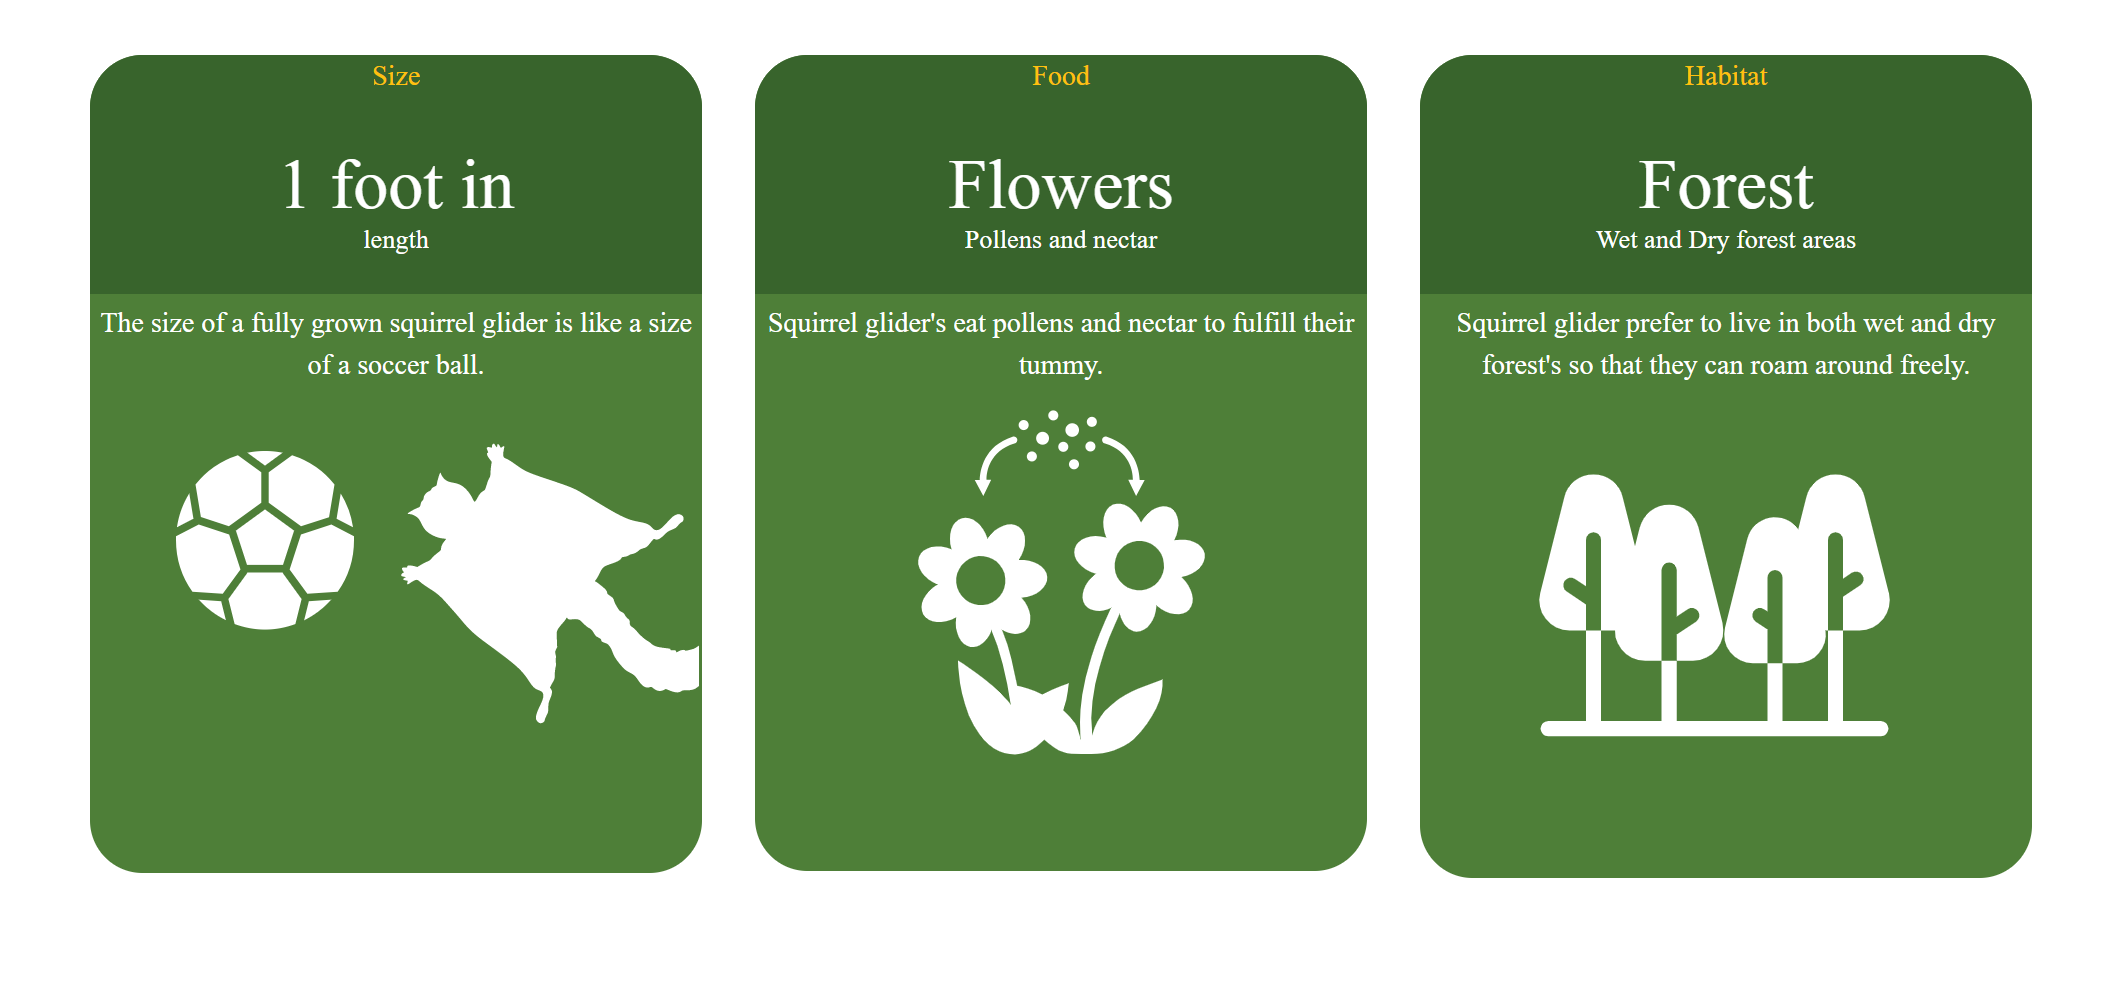 Size
1 foot in
length
The size of a fully grown squirrel glider is like a size
of a soccer ball.
Food
Flowers
Pollens and nectar
Squirrel glider's eat pollens and nectar to fulfill their
tummy.
Habitat
Forest
Wet and Dry forest areas
Squirrel glider prefer to live in both wet and dry
forest's so that they can roam around freely.